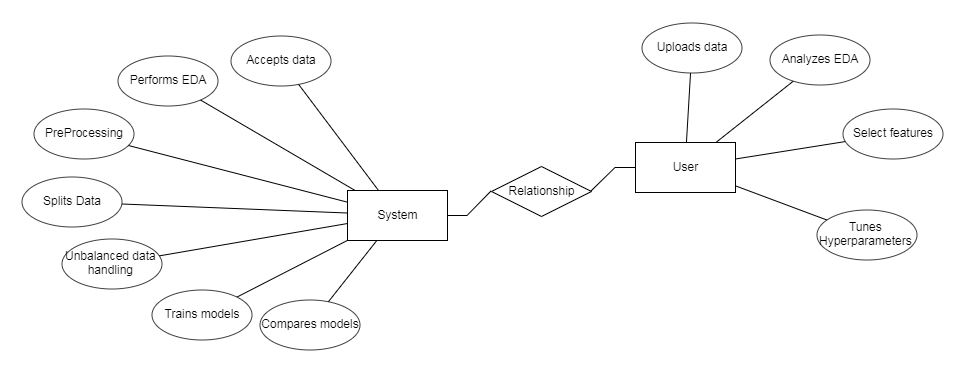 Accepts data
Performs EDA
PreProcessing
Splits Data
Unbalanced data
handling
Trains models
Compares models
System
Relationship
User
Uploads data
Analyzes EDA
Select features
Tunes
Hyperparameters